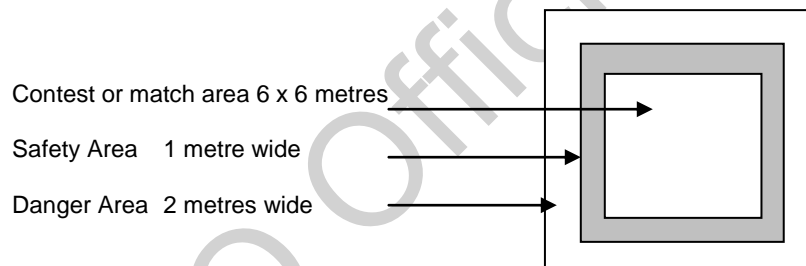 Contest or match area 6 x 6 metres
Safety Area 1 metre wide
Danger Area 2 metres wide